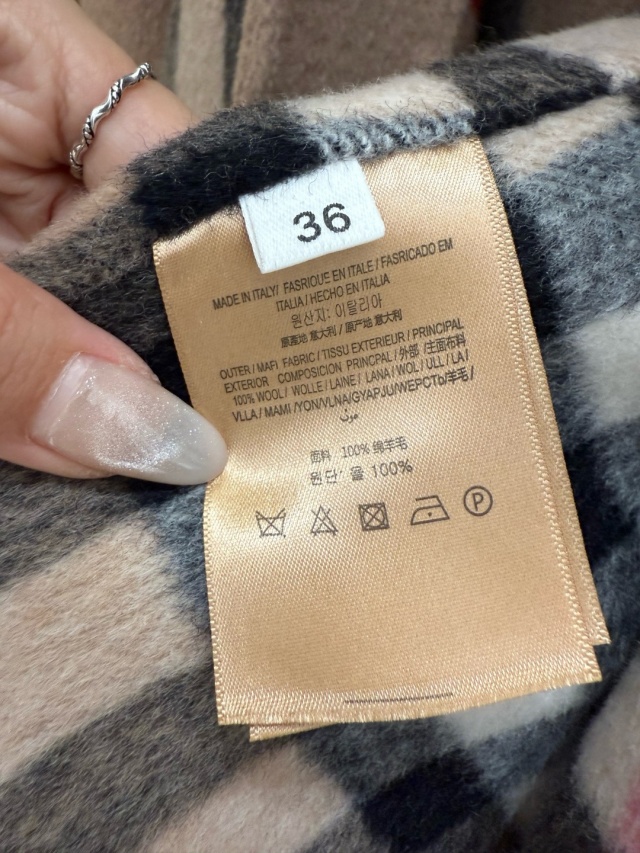 36
MADE IN ITALY/ FASRIQUE EN ITALE / FASRICADO EM
ITALIA / HECHO EN ITALIA
원산지: 이탈리아
原產地 意大利 / 原产地 意大利
OUTER / MAFI FABRIC / TISSU EXTERIEUR / PRINCIPAL
EXTERIOR COMPOSICION PRINCPAL / 外部 /主面布料
100% WOOL / WOLLE / LAINE / LANA / WOL / ULL / LA /
VLLA / MAMI /YON/VLNA/GYAPJU/WEPCTb/羊毛/
面料 100% 绵羊毛
원단· 울 100%
P